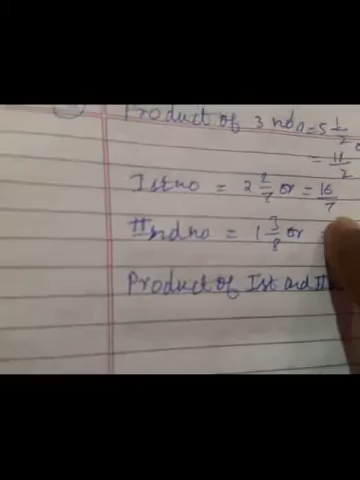 Product of 3 no = 5 1/2
= 11/2
Ist no = 2 2/7 or = 16/7
IInd no = 1 3/8 or =
Product of Ist and II